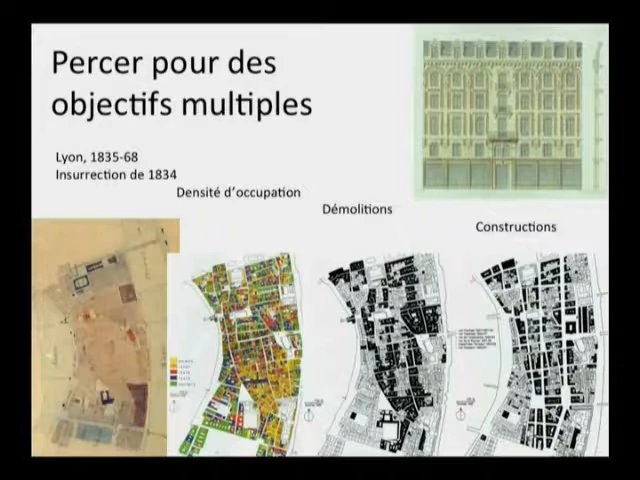 Percer pour des
objectifs multiples
Lyon, 1835-68
Insurrection de 1834
Densité d'occupation
Démolitions
Constructions